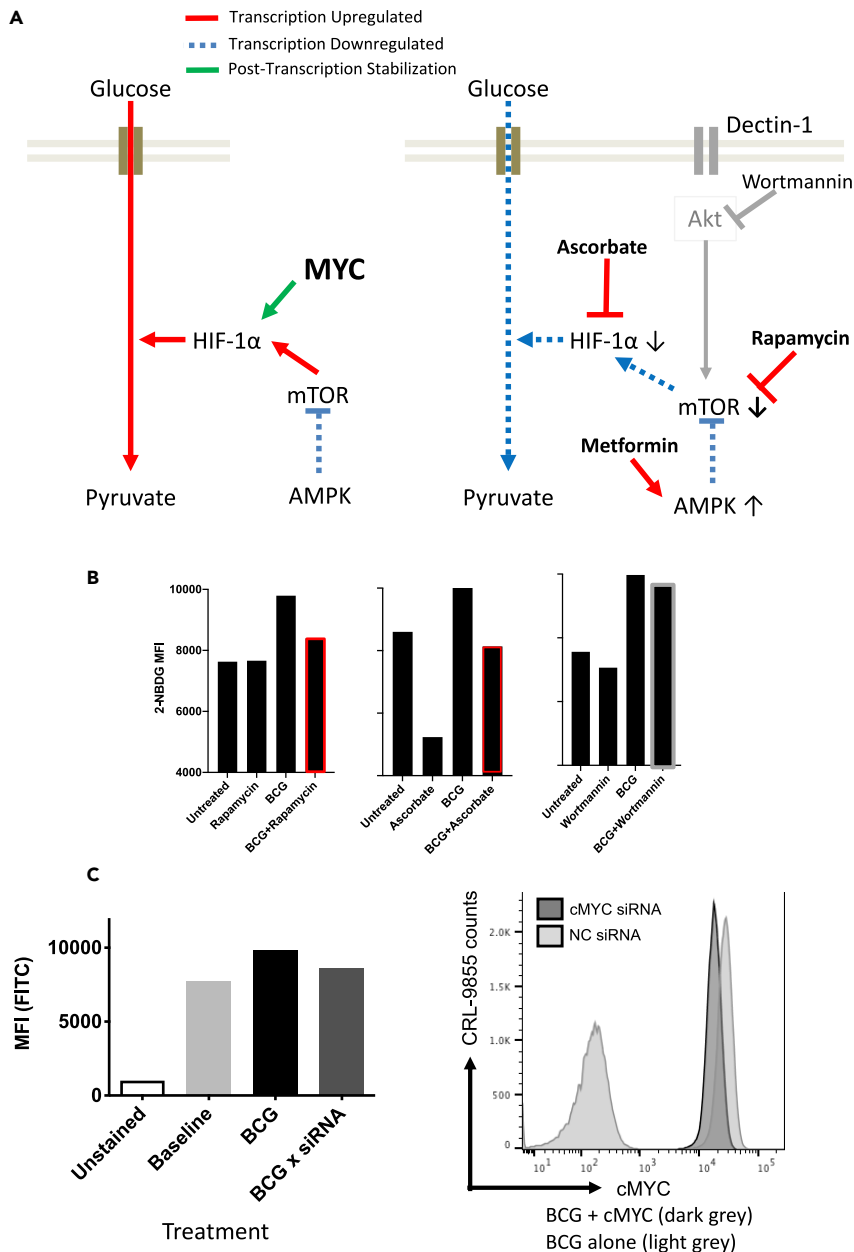 A
Transcription Upregulated
Transcription Downregulated
Post-Transcription Stabilization
Glucose
MYC
HIF-1α
mTOR
Pyruvate
AMPK
Glucose
Dectin-1
Wortmannin
Akt
Ascorbate
HIF-1α ↓
Rapamycin
mTOR ↓
Metformin
Pyruvate
AMPK ↑
B
2-NBDG MFI
10000
8000
6000
4000
Untreated
Rapamycin
BCG
BCG+Rapamycin
Untreated
Ascorbate
BCG
BCG+Ascorbate
Untreated
Wortmannin
BCG
BCG+Wortmannin
C
MFI (FITC)
10000
5000
0
Unstained
Baseline
BCG
BCG x siRNA
Treatment
CRL-9855 counts
cMYC siRNA
NC siRNA
2.0K
1.5K
1.0K
500
0
10¹
10²
10³
10⁴
10⁵
cMYC
BCG + cMYC (dark grey)
BCG alone (light grey)